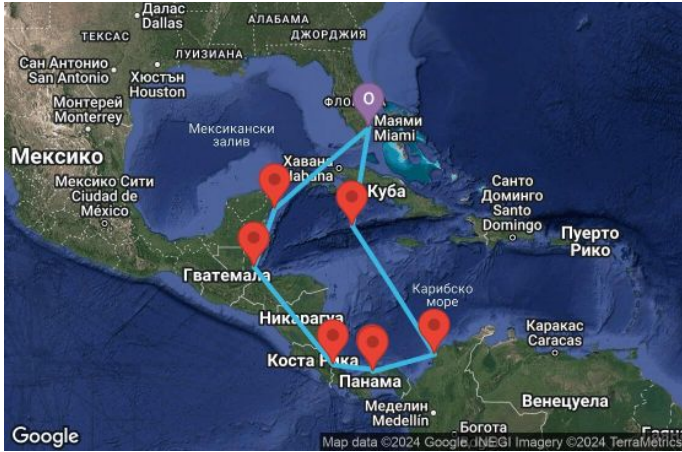 Далас
Dallas
АЛАБАМА
ТЕКСАС
ДЖОРДЖИЯ
ЛУИЗИАНА
Сан Антонио
San Antonio
Хюстън
Houston
ФЛО
O
Монтерей
Monterrey
Маями
Miami
Мексикански
залив
Мексико
Хавана
Habana
Мексико Сити
Ciudad de
México
Куба
Санто
Доминго
Santo
Domingo
Пуерто
Рико
Гватемала
Карибско
море
Никарагуа
Коста Рика
Каракас
Caracas
Панама
Меделин
Medellín
Венецуела
Богота
Google
Map data ©2024 Google, INEGI Imagery ©2024 TerraMetrics